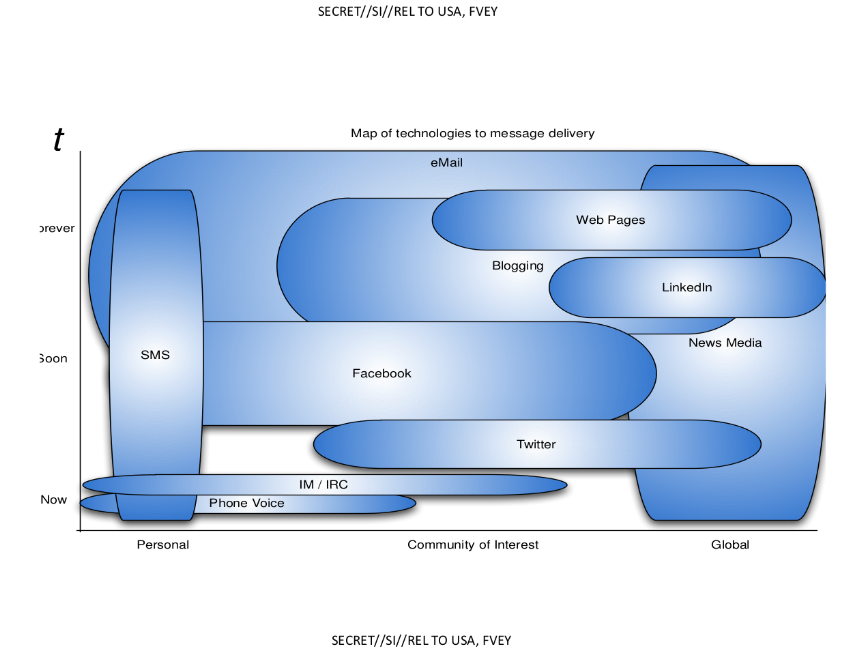 SECRET//SI//REL TO USA, FVEY
t
Map of technologies to message delivery
eMail
Web Pages
orever
Blogging
LinkedIn
News Media
Soon
SMS
Facebook
Twitter
IM / IRC
Now
Phone Voice
Personal
Community of Interest
Global
SECRET//SI//REL TO USA, FVEY